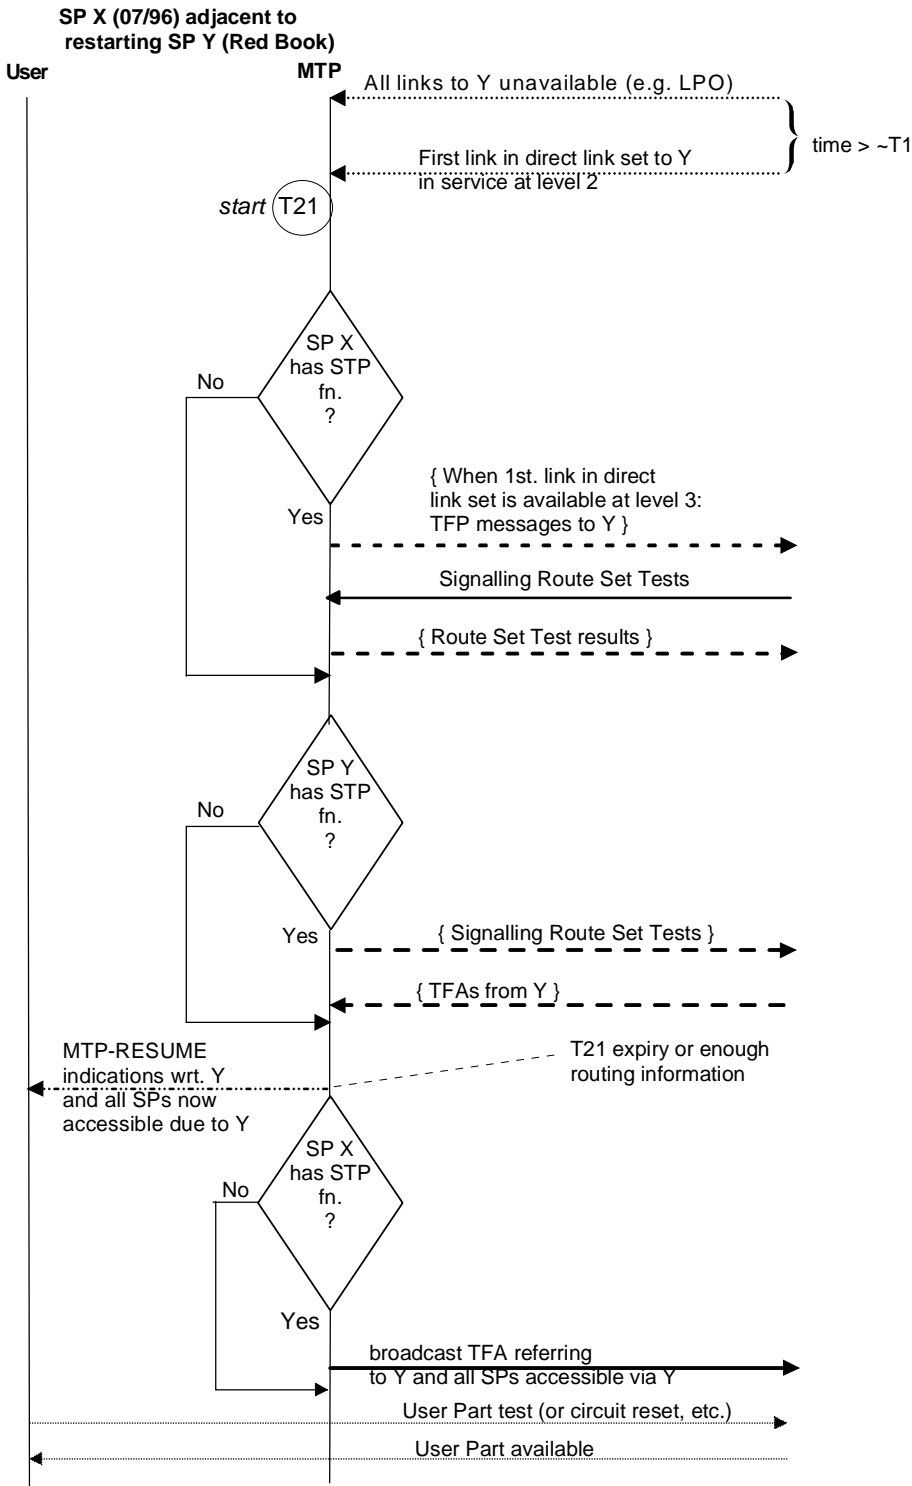 SP X (07/96) adjacent to
restarting SP Y (Red Book)
User
MTP
All links to Y unavailable (e.g. LPO)
time > ~T1
First link in direct link set to Y
in service at level 2
start T21
SP X
has STP
fn.
?
No
Yes
{ When 1st. link in direct
link set is available at level 3:
TFP messages to Y }
Signalling Route Set Tests
{ Route Set Test results }
SP Y
has STP
fn.
?
No
Yes
{ Signalling Route Set Tests }
{ TFAs from Y }
MTP-RESUME
indications wrt. Y
and all SPs now
accessible due to Y
T21 expiry or enough
routing information
SP X
has STP
fn.
?
No
Yes
broadcast TFA referring
to Y and all SPs accessible via Y
User Part test (or circuit reset, etc.)
User Part available